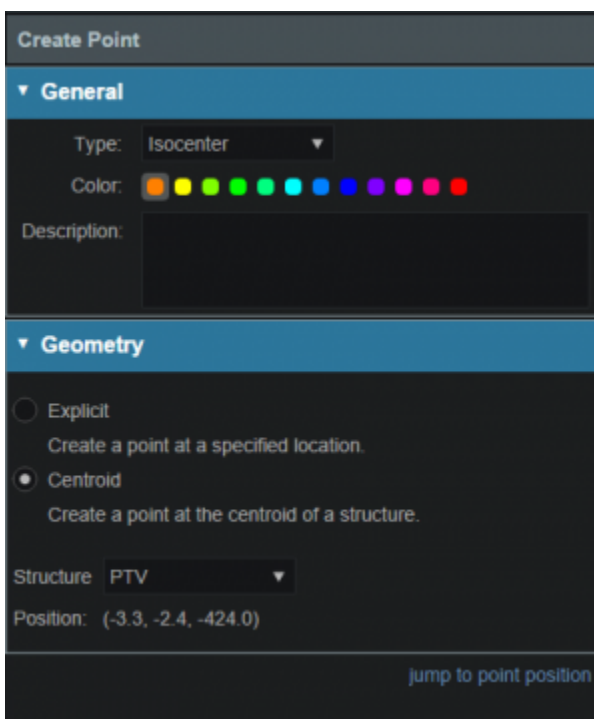 Create Point
General
Type: Isocenter
Color:
Description:
Geometry
Explicit
Create a point at a specified location.
Centroid
Create a point at the centroid of a structure.
Structure PTV
Position: (-3.3, -2.4, -424.0)
jump to point position